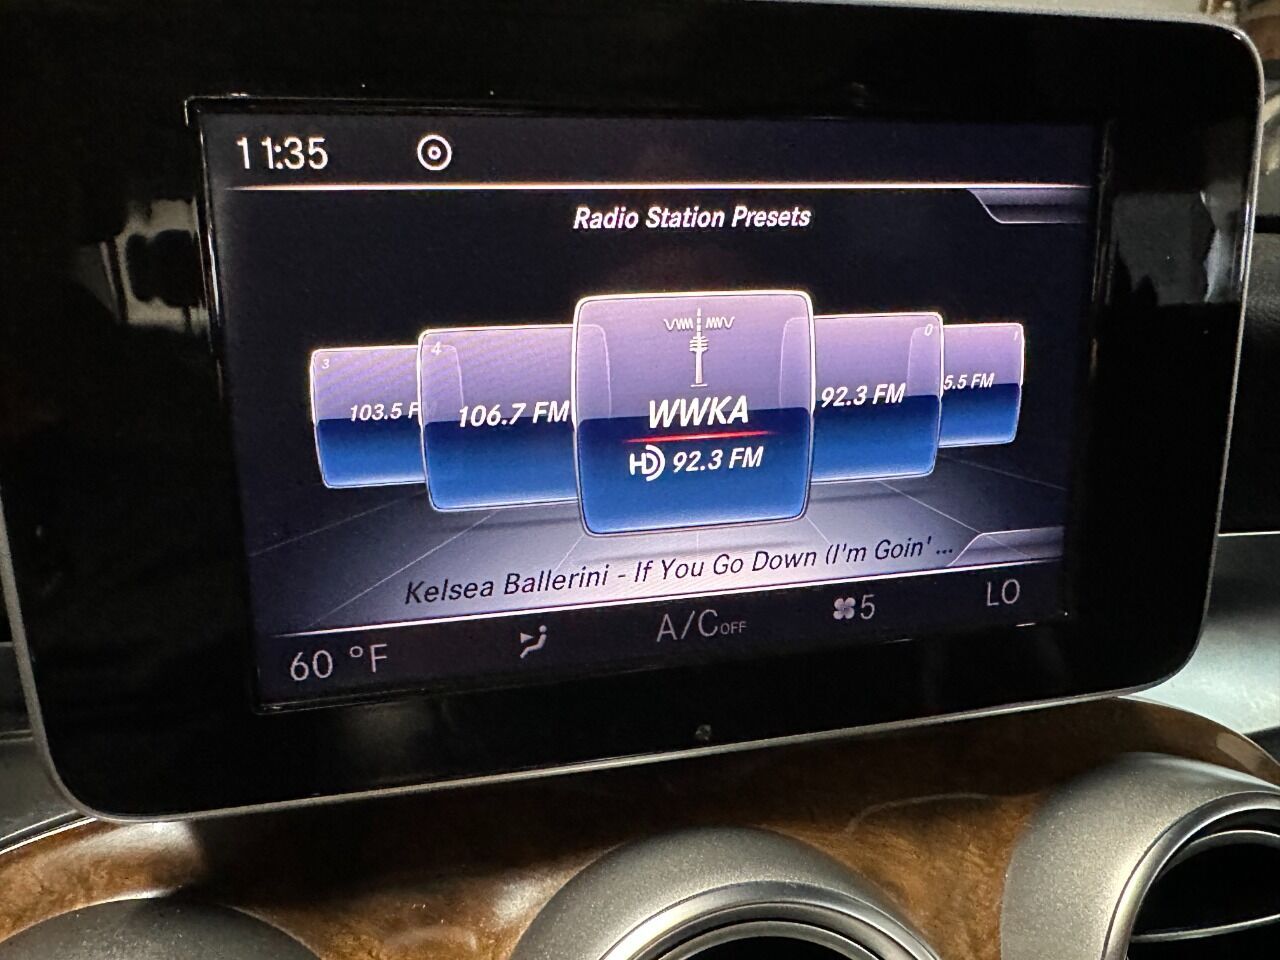 11:35
Radio Station Presets
3
103.5 F
4
106.7 FM
WWKA
HD 92.3 FM
0
92.3 FM
1
5.5 FM
Kelsea Ballerini - If You Go Down (I'm Goin' ...
60 °F
A/C OFF
5
LO